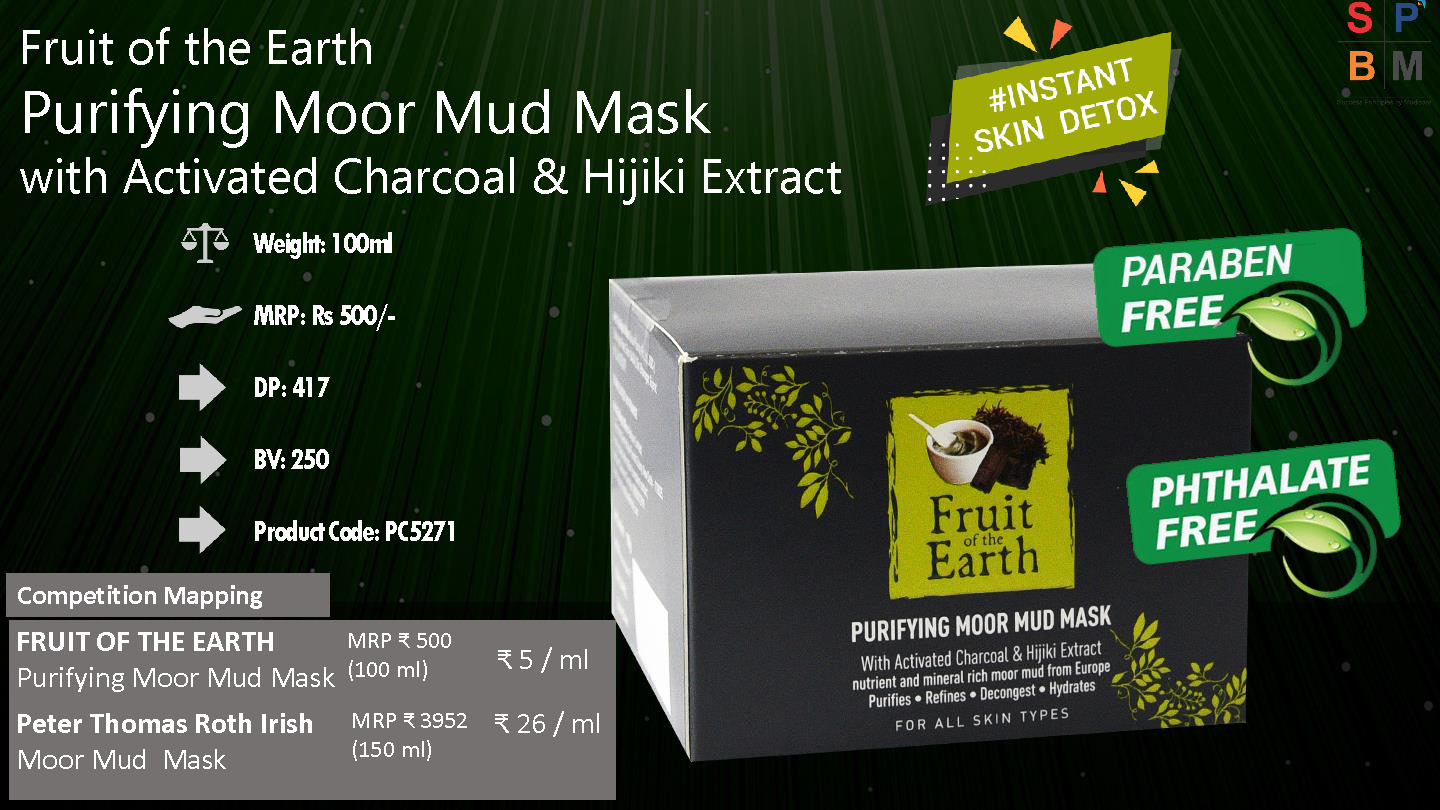 Fruit of the Earth
Purifying Moor Mud Mask
with Activated Charcoal & Hijiki Extract
#INSTANT
SKIN DETOX
S P
B M
Weight: 100ml
MRP: Rs 500/-
DP: 417
BV: 250
Product Code: PC5271
PARABEN
FREE
PHTHALATE
FREE
Fruit
of the
Earth
PURIFYING MOOR MUD MASK
With Activated Charcoal & Hijiki Extract
nutrient and mineral rich moor mud from Europe
Purifies • Refines • Decongest • Hydrates
FOR ALL SKIN TYPES
Competition Mapping
FRUIT OF THE EARTH MRP ₹ 500 ₹ 5 / ml
Purifying Moor Mud Mask (100 ml)
Peter Thomas Roth Irish MRP ₹ 3952 ₹ 26 / ml
Moor Mud Mask (150 ml)